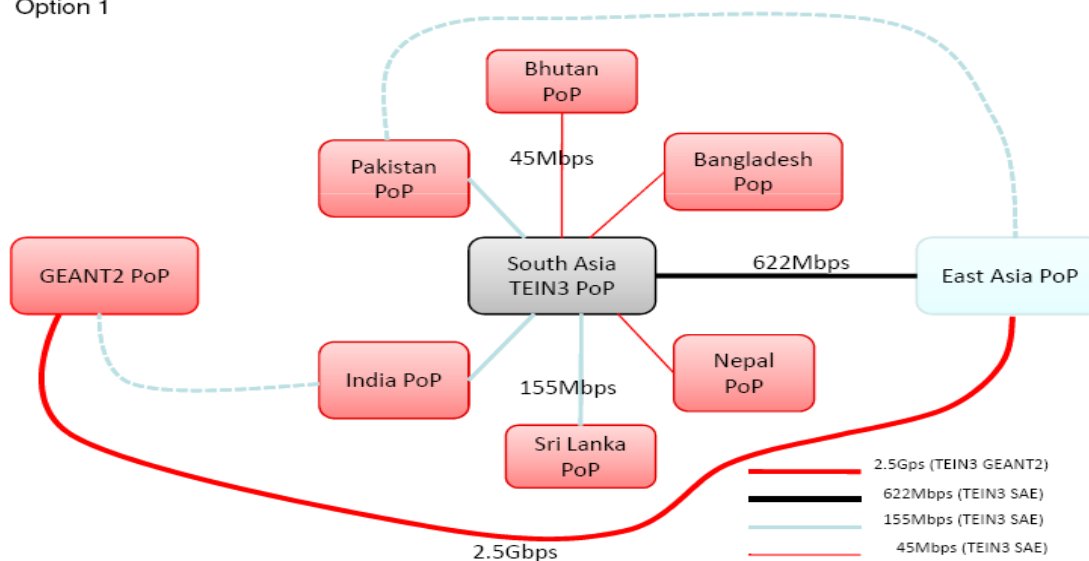 Option 1
Bhutan
PoP
45Mbps
Pakistan
PoP
Bangladesh
Pop
GEANT2 PoP
South Asia
TEIN3 PoP
622Mbps
East Asia PoP
India PoP
155Mbps
Nepal
PoP
Sri Lanka
PoP
2.5Gbps
2.5Gps (TEIN3 GEANT2)
622Mbps (TEIN3 SAE)
155Mbps (TEIN3 SAE)
45Mbps (TEIN3 SAE)